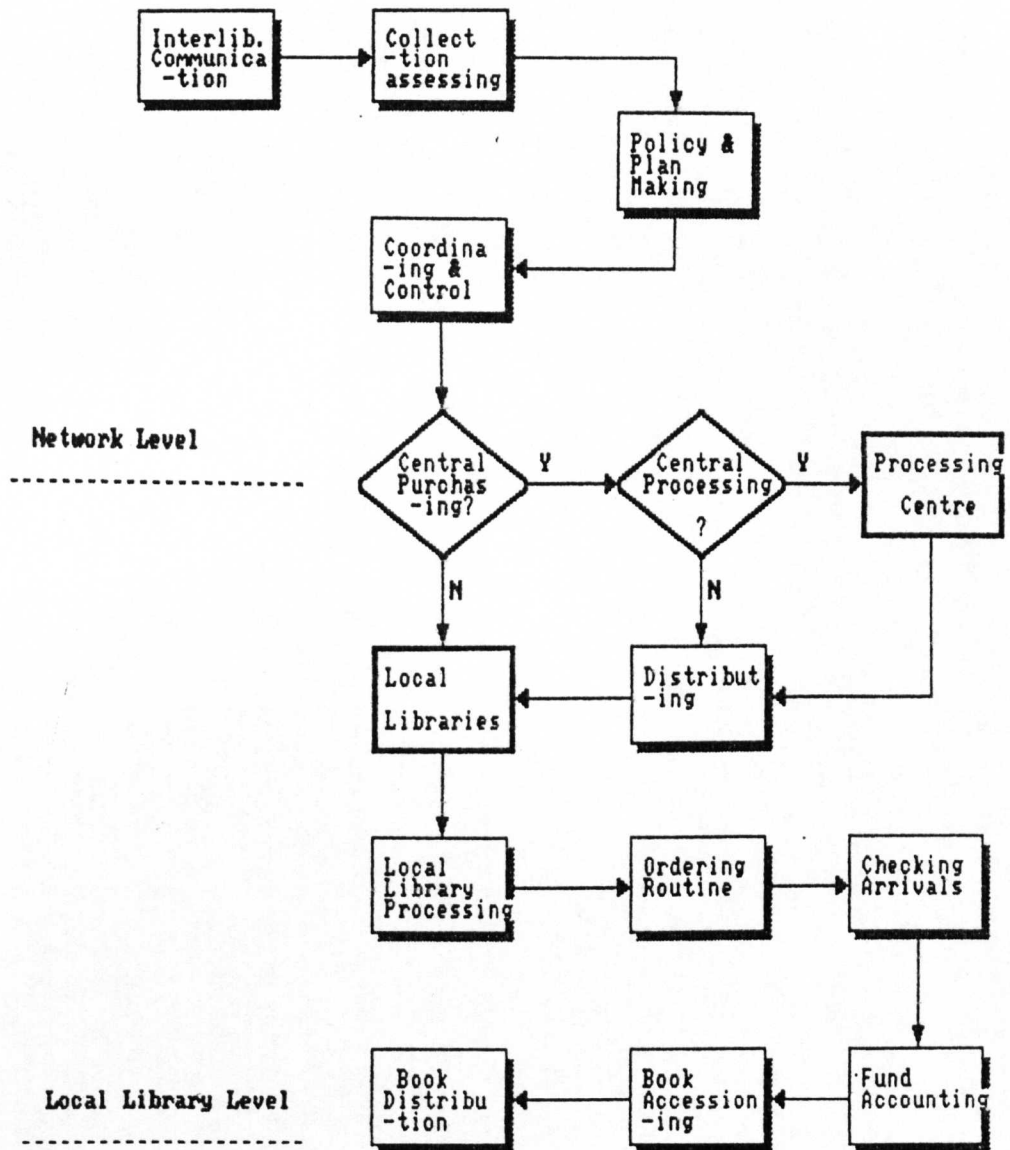 Interlib.
Communica
-tion
Collect
-tion
assessing
Policy &
Plan
Making
Coordina
-ing &
Control
Network Level
Central
Purchas
-ing?
Y
Central
Processing
?
Y
Processing
Centre
N
N
Local
Libraries
Distribut
-ing
Local
Library
Processing
Ordering
Routine
Checking
Arrivals
Local Library Level
Book
Distribu
-tion
Book
Accession
-ing
Fund
Accounting